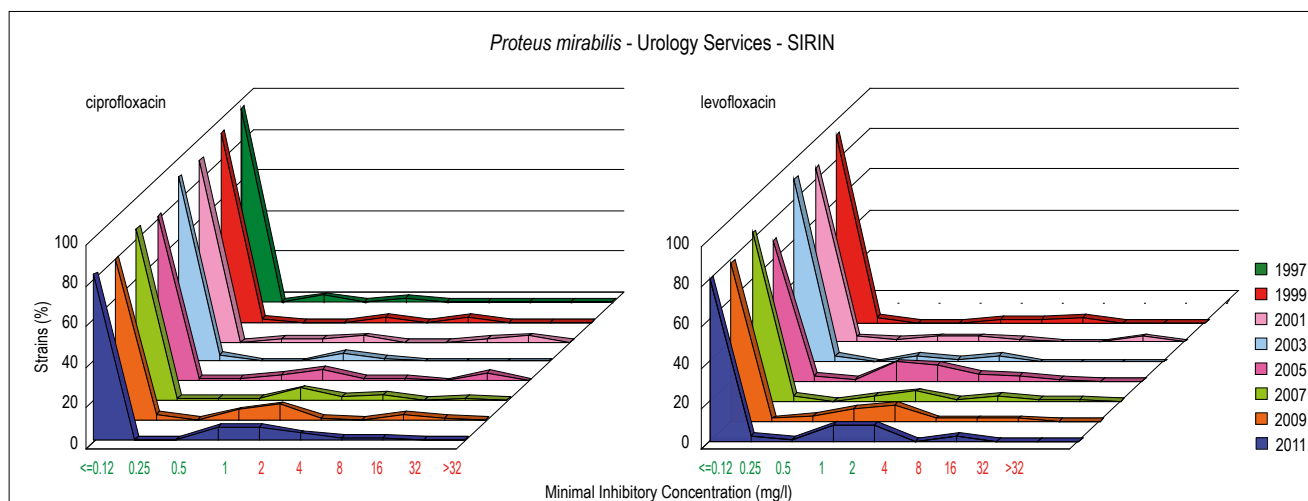 Proteus mirabilis - Urology Services - SIRIN
ciprofloxacin
levofloxacin
Strains (%)
100
80
60
40
20
0
<=0.12 0.25 0.5 1 2 4 8 16 32 >32
100
80
60
40
20
0
<=0.12 0.25 0.5 1 2 4 8 16 32 >32
Minimal Inhibitory Concentration (mg/l)
1997
1999
2001
2003
2005
2007
2009
2011